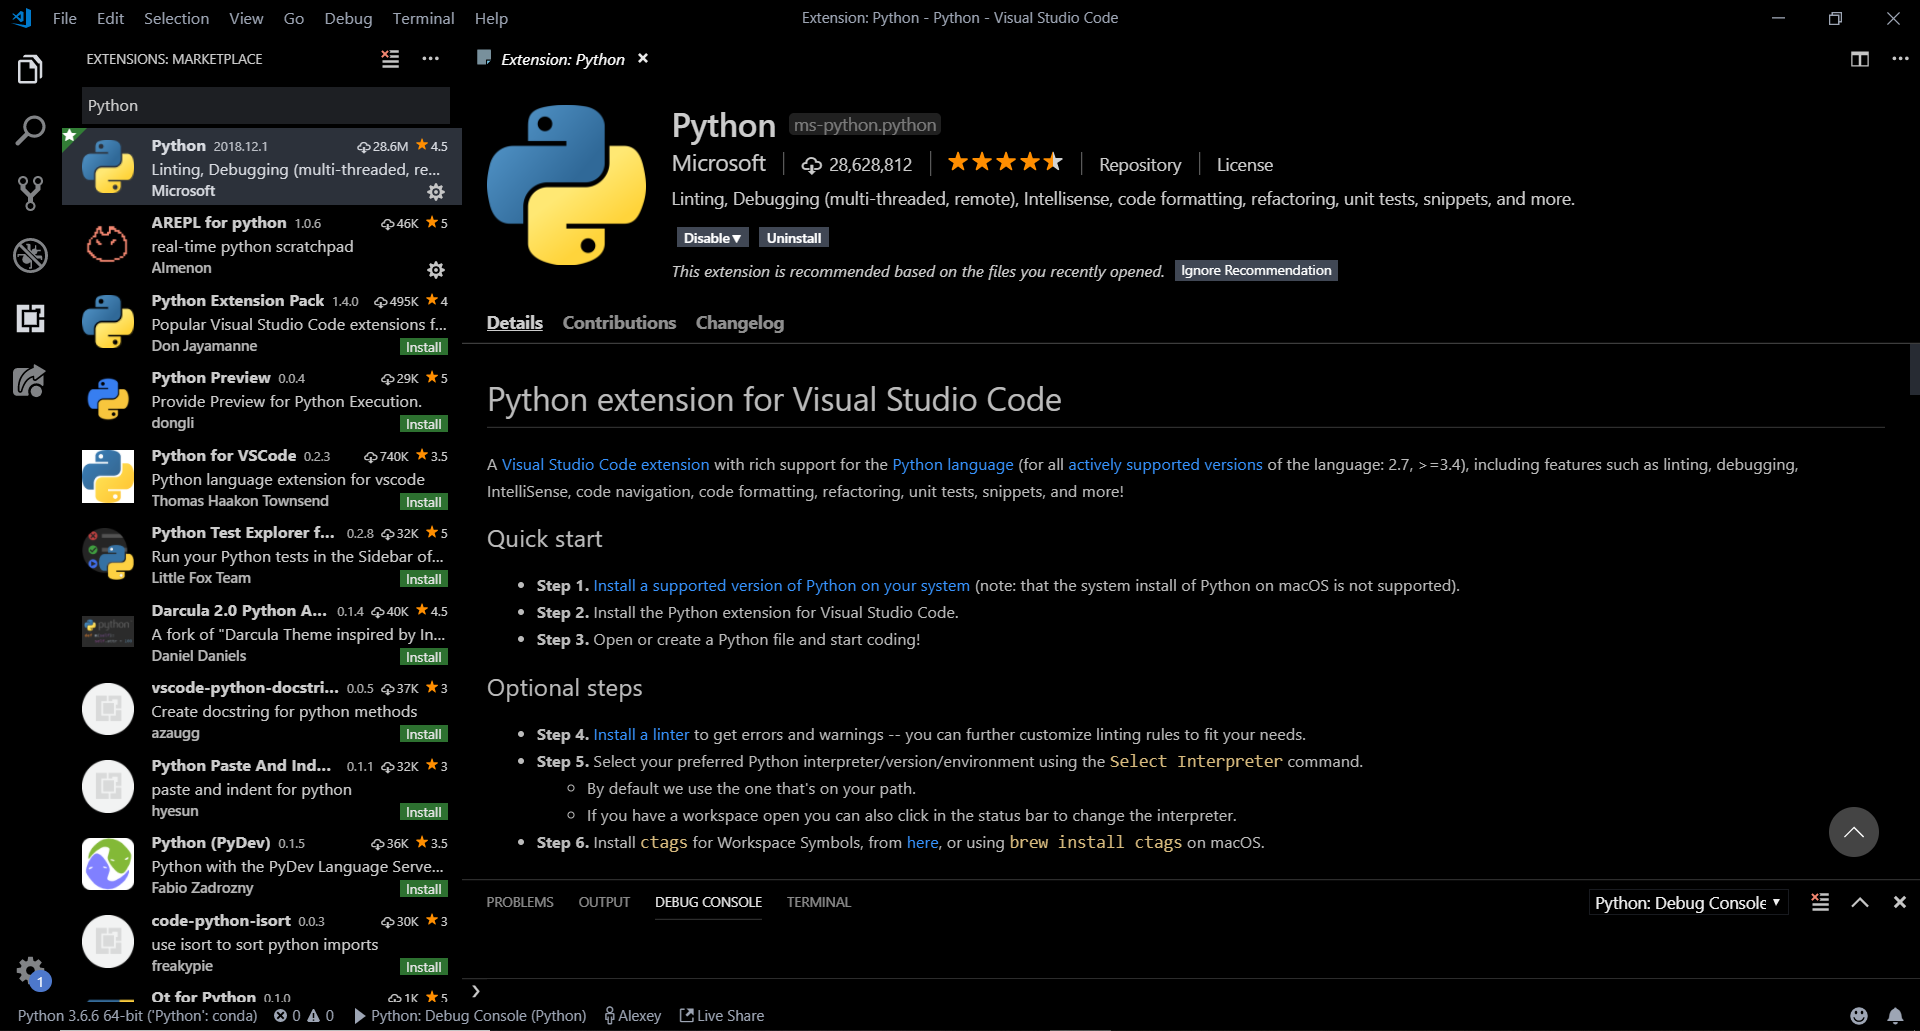 File Edit Selection View Go Debug Terminal Help
Extension: Python - Python - Visual Studio Code
EXTENSIONS: MARKETPLACE
Python
Python 2018.12.1 28.6M 4.5
Linting, Debugging (multi-threaded, re...
Microsoft
AREPL for python 1.0.6 46K 5
real-time python scratchpad
Almenon
Python Extension Pack 1.4.0 495K 4
Popular Visual Studio Code extensions f...
Don Jayamanne Install
Python Preview 0.0.4 29K 5
Provide Preview for Python Execution.
dongli Install
Python for VSCode 0.2.3 740K 3.5
Python language extension for vscode
Thomas Haakon Townsend Install
Python Test Explorer f... 0.2.8 32K 5
Run your Python tests in the Sidebar of...
Little Fox Team Install
Darcula 2.0 Python A... 0.1.4 40K 4.5
A fork of "Darcula Theme inspired by In...
Daniel Daniels Install
vscode-python-docstri... 0.0.5 37K 3
Create docstring for python methods
azaugg Install
Python Paste And Ind... 0.1.1 32K 3
paste and indent for python
hyesun Install
Python (PyDev) 0.1.5 36K 3.5
Python with the PyDev Language Serve...
Fabio Zadrozny Install
code-python-isort 0.0.3 30K 3
use isort to sort python imports
freakypie Install
Qt for Python 0.1.0 1K 5
Extension: Python
Python ms-python.python
Microsoft 28,628,812 Repository License
Linting, Debugging (multi-threaded, remote), Intellisense, code formatting, refactoring, unit tests, snippets, and more.
Disable▼ Uninstall
This extension is recommended based on the files you recently opened. Ignore Recommendation
Details Contributions Changelog
Python extension for Visual Studio Code
A Visual Studio Code extension with rich support for the Python language (for all actively supported versions of the language: 2.7, >=3.4), including features such as linting, debugging,
IntelliSense, code navigation, code formatting, refactoring, unit tests, snippets, and more!
Quick start
• Step 1. Install a supported version of Python on your system (note: that the system install of Python on macOS is not supported).
• Step 2. Install the Python extension for Visual Studio Code.
• Step 3. Open or create a Python file and start coding!
Optional steps
• Step 4. Install a linter to get errors and warnings -- you can further customize linting rules to fit your needs.
• Step 5. Select your preferred Python interpreter/version/environment using the Select Interpreter command.
◦ By default we use the one that's on your path.
◦ If you have a workspace open you can also click in the status bar to change the interpreter.
• Step 6. Install ctags for Workspace Symbols, from here, or using brew install ctags on macOS.
PROBLEMS OUTPUT DEBUG CONSOLE TERMINAL
Python: Debug Console
1
Python 3.6.6 64-bit ('Python': conda) 0 0 Python: Debug Console (Python) Alexey Live Share